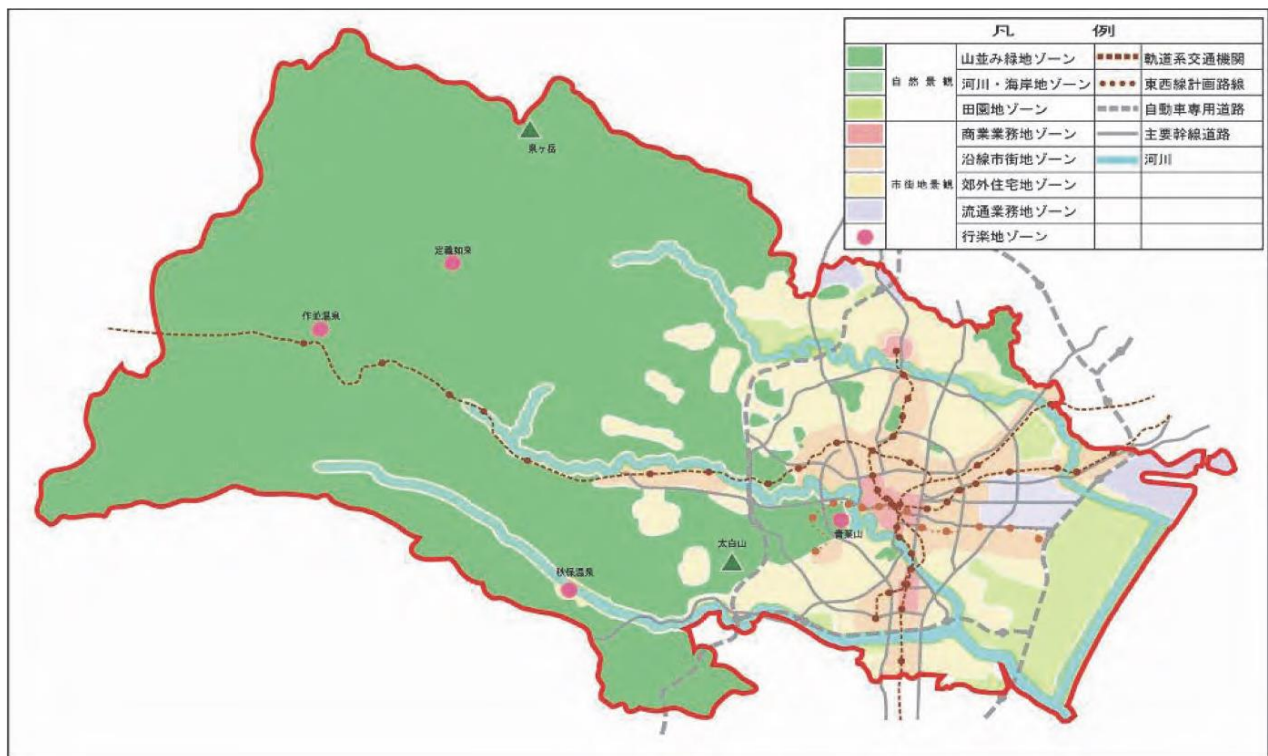 凡 例
自然景観
山並み緑地ゾーン
河川・海岸地ゾーン
田園地ゾーン
市街地景観
商業業務地ゾーン
沿線市街地ゾーン
郊外住宅地ゾーン
流通業務地ゾーン
行楽地ゾーン
軌道系交通機関
東西線計画路線
自動車専用道路
主要幹線道路
河川
泉ヶ岳
定義如来
作並温泉
青葉山
太白山
秋保温泉